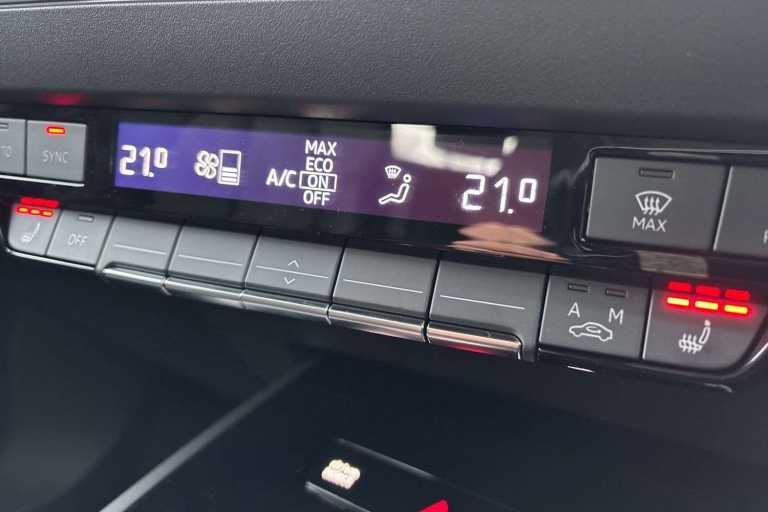 TO
SYNC
21.0
A/C
MAX
ECO
ON
OFF
21.0
MAX
OFF
A
M